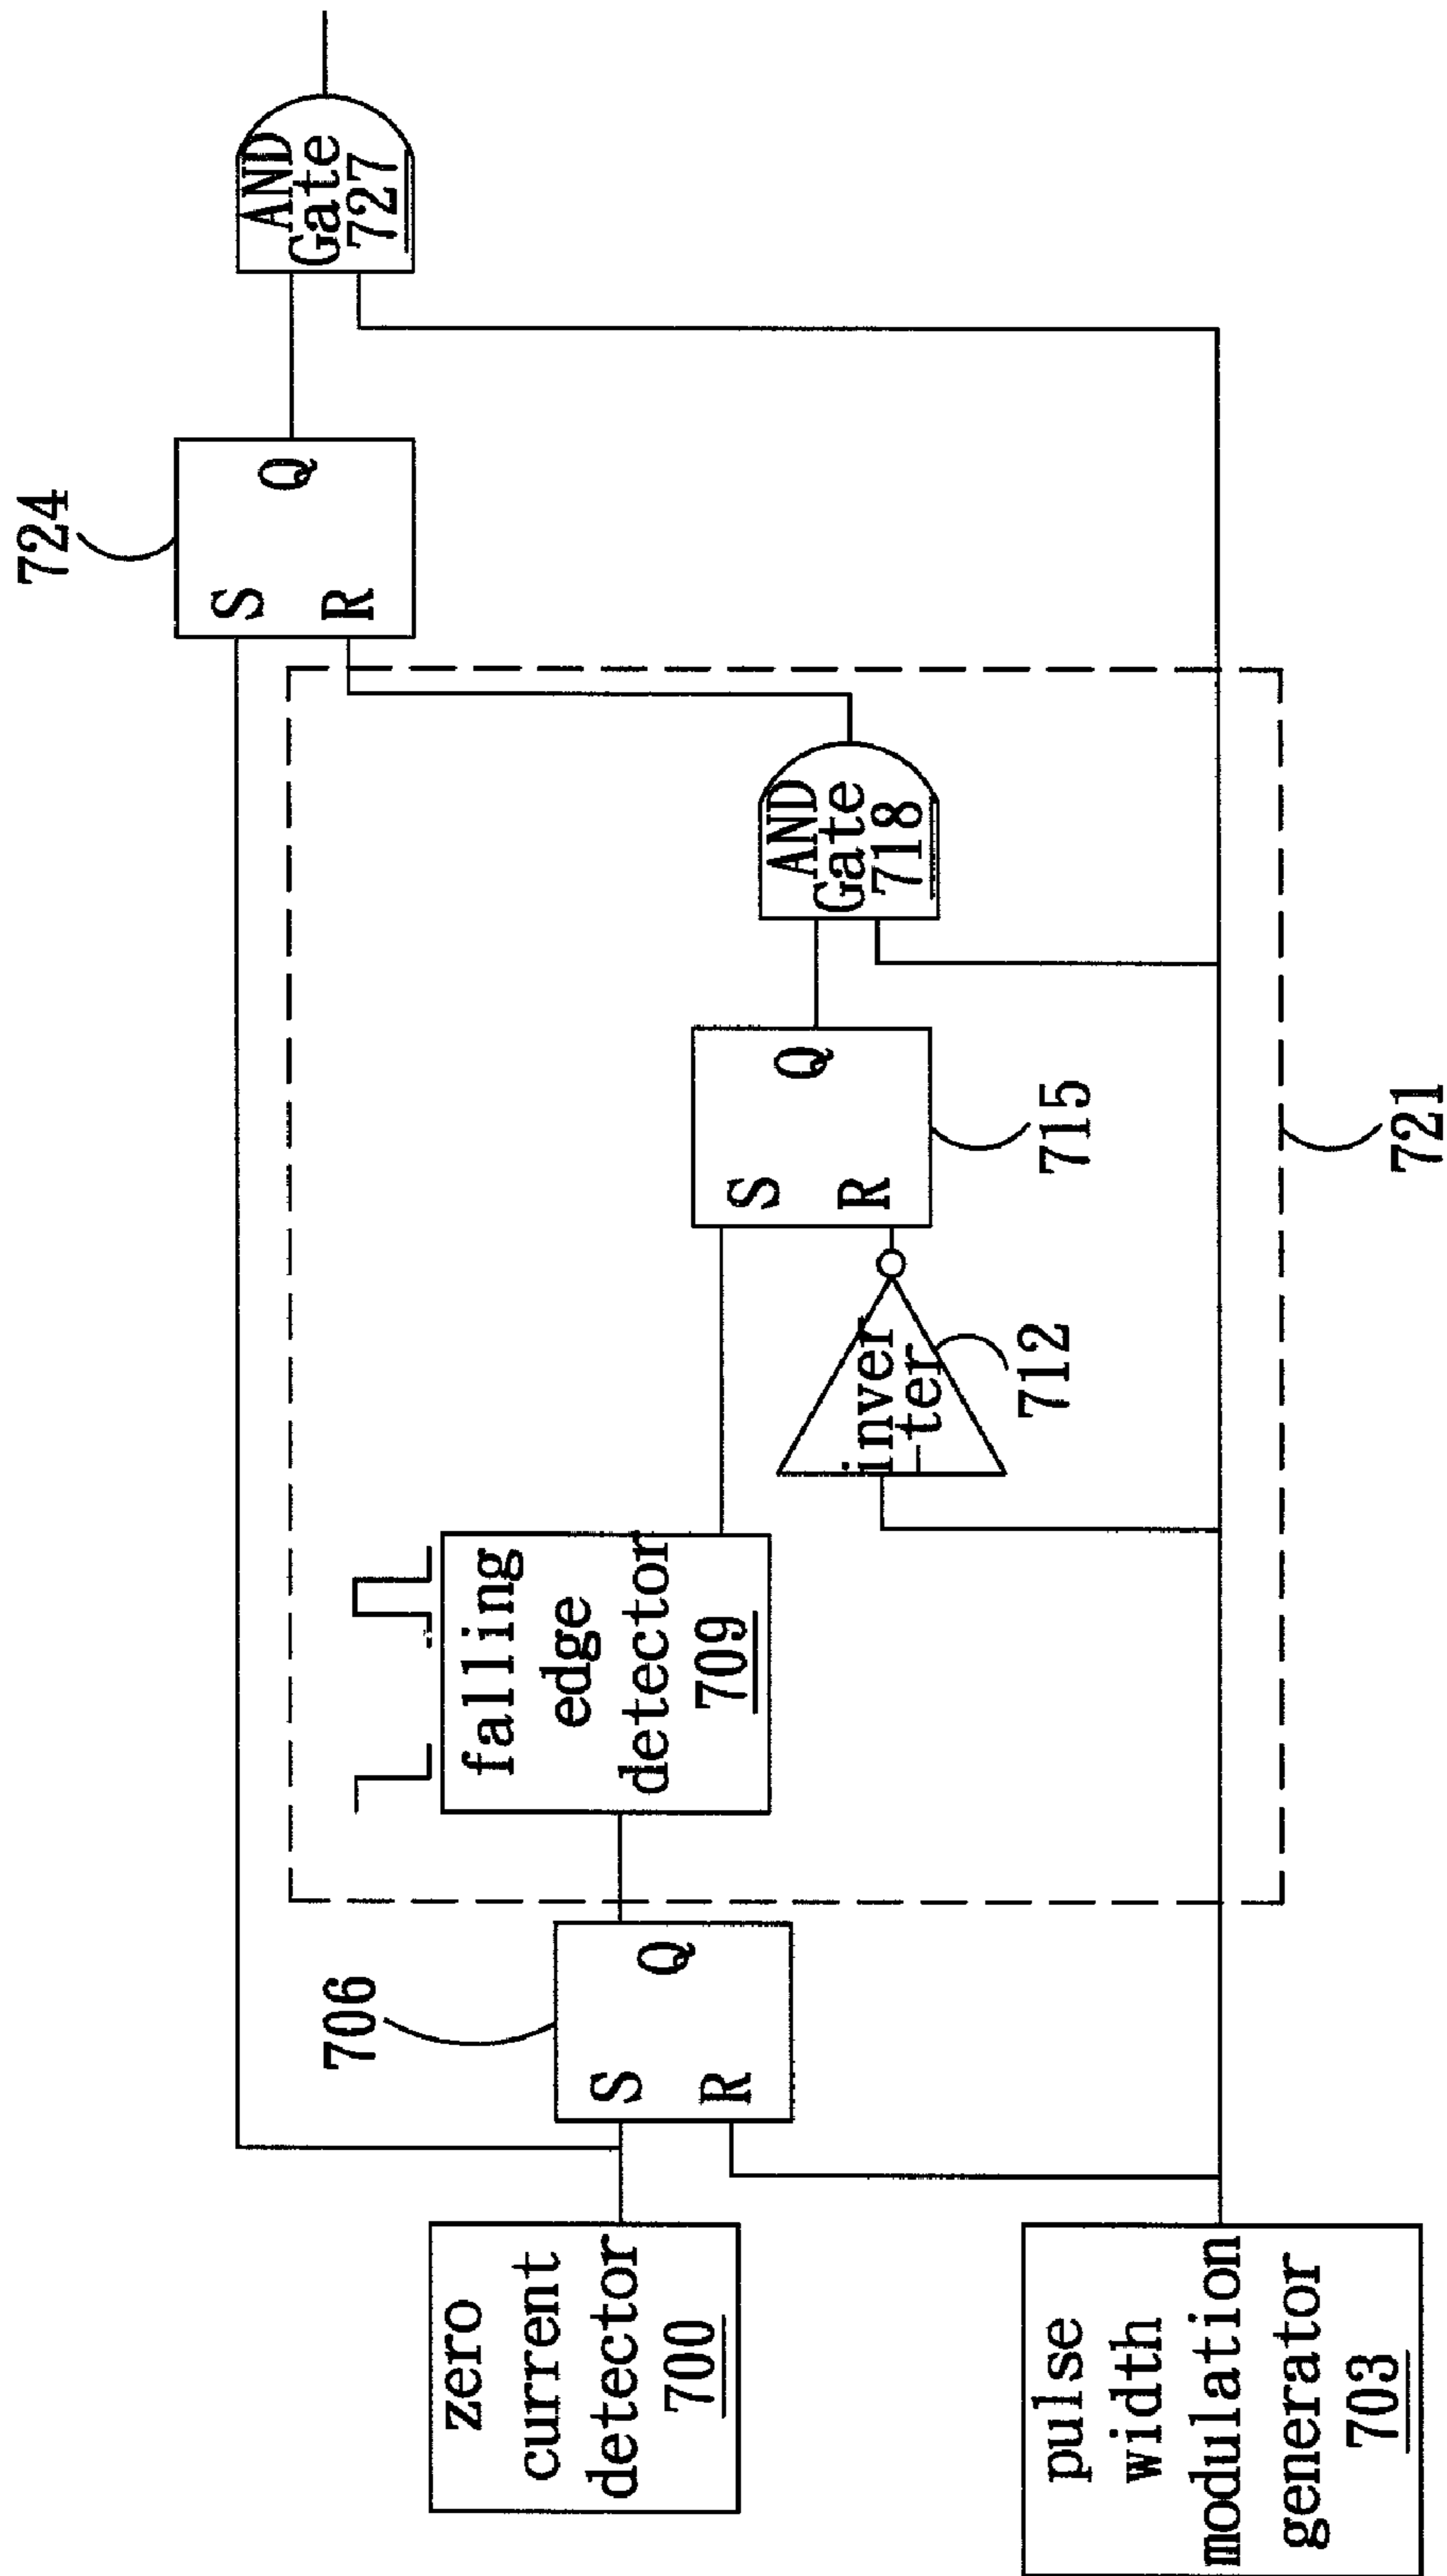 zero
current
detector
700
pulse
width
modulation
generator
703
706
S
R
Q
falling
edge
detector
709
inver
-ter
712
S
R
Q
715
AND
Gate
718
721
724
S
R
Q
AND
Gate
727